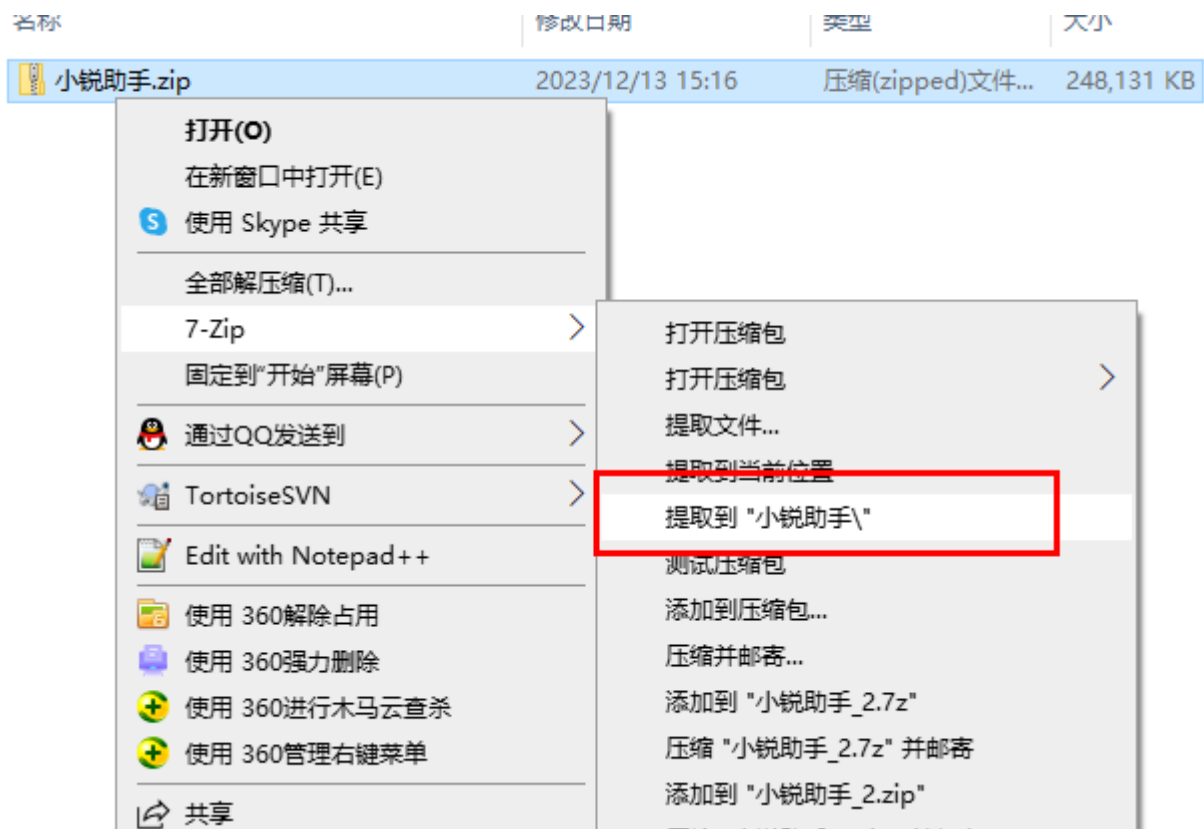 名称 修改日期 类型 大小
小锐助手.zip 2023/12/13 15:16 压缩(zipped)文件... 248,131 KB
打开(O)
在新窗口中打开(E)
使用 Skype 共享
全部解压缩(T)...
7-Zip
固定到"开始"屏幕(P)
通过QQ发送到
TortoiseSVN
Edit with Notepad++
使用 360解除占用
使用 360强力删除
使用 360进行木马云查杀
使用 360管理右键菜单
共享
打开压缩包
打开压缩包
提取文件...
提取到当前位置
提取到 "小锐助手\"
测试压缩包
添加到压缩包...
压缩并邮寄...
添加到 "小锐助手_2.7z"
压缩 "小锐助手_2.7z" 并邮寄
添加到 "小锐助手_2.zip"